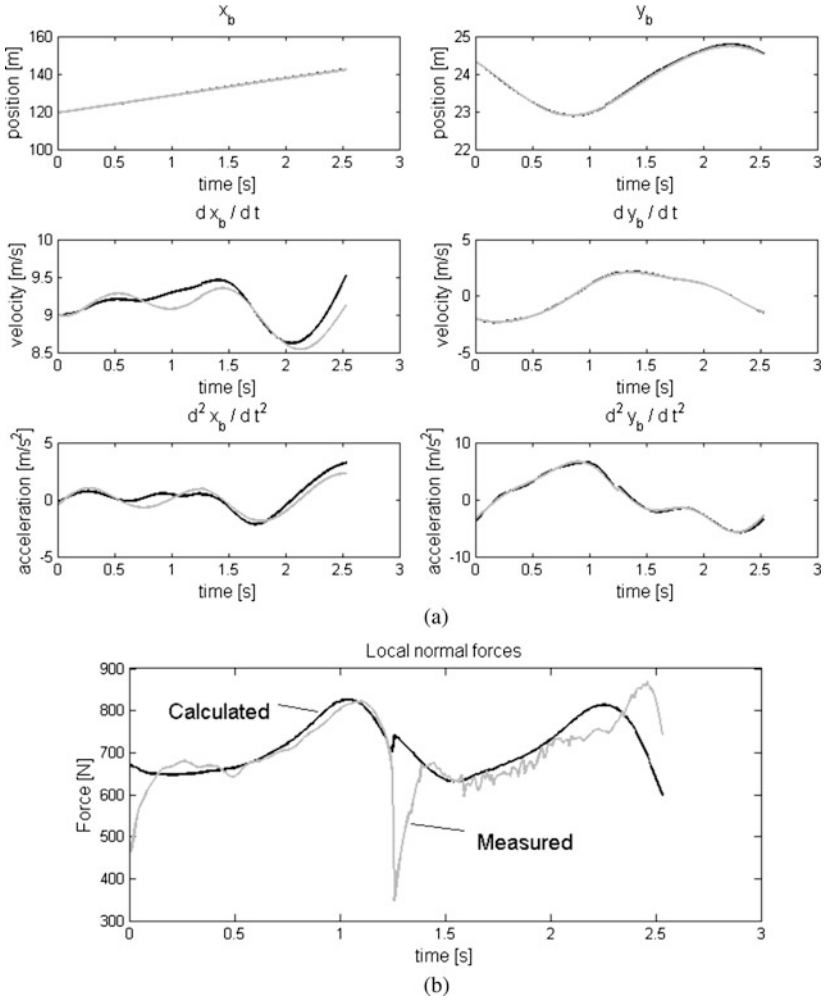 x_b
y_b
position [m]
160
140
120
100
0 0.5 1 1.5 2 2.5 3
time [s]
position [m]
25
24
23
22
0 0.5 1 1.5 2 2.5 3
time [s]
d x_b / d t
d y_b / d t
velocity [m/s]
10
9.5
9
8.5
0 0.5 1 1.5 2 2.5 3
time [s]
velocity [m/s]
5
0
-5
0 0.5 1 1.5 2 2.5 3
time [s]
d² x_b / d t²
d² y_b / d t²
acceleration [m/s²]
5
0
-5
0 0.5 1 1.5 2 2.5 3
time [s]
acceleration [m/s²]
10
0
-10
0 0.5 1 1.5 2 2.5 3
time [s]
(a)
Local normal forces
Force [N]
900
800
700
600
500
400
300
Calculated
Measured
0 0.5 1 1.5 2 2.5 3
time [s]
(b)